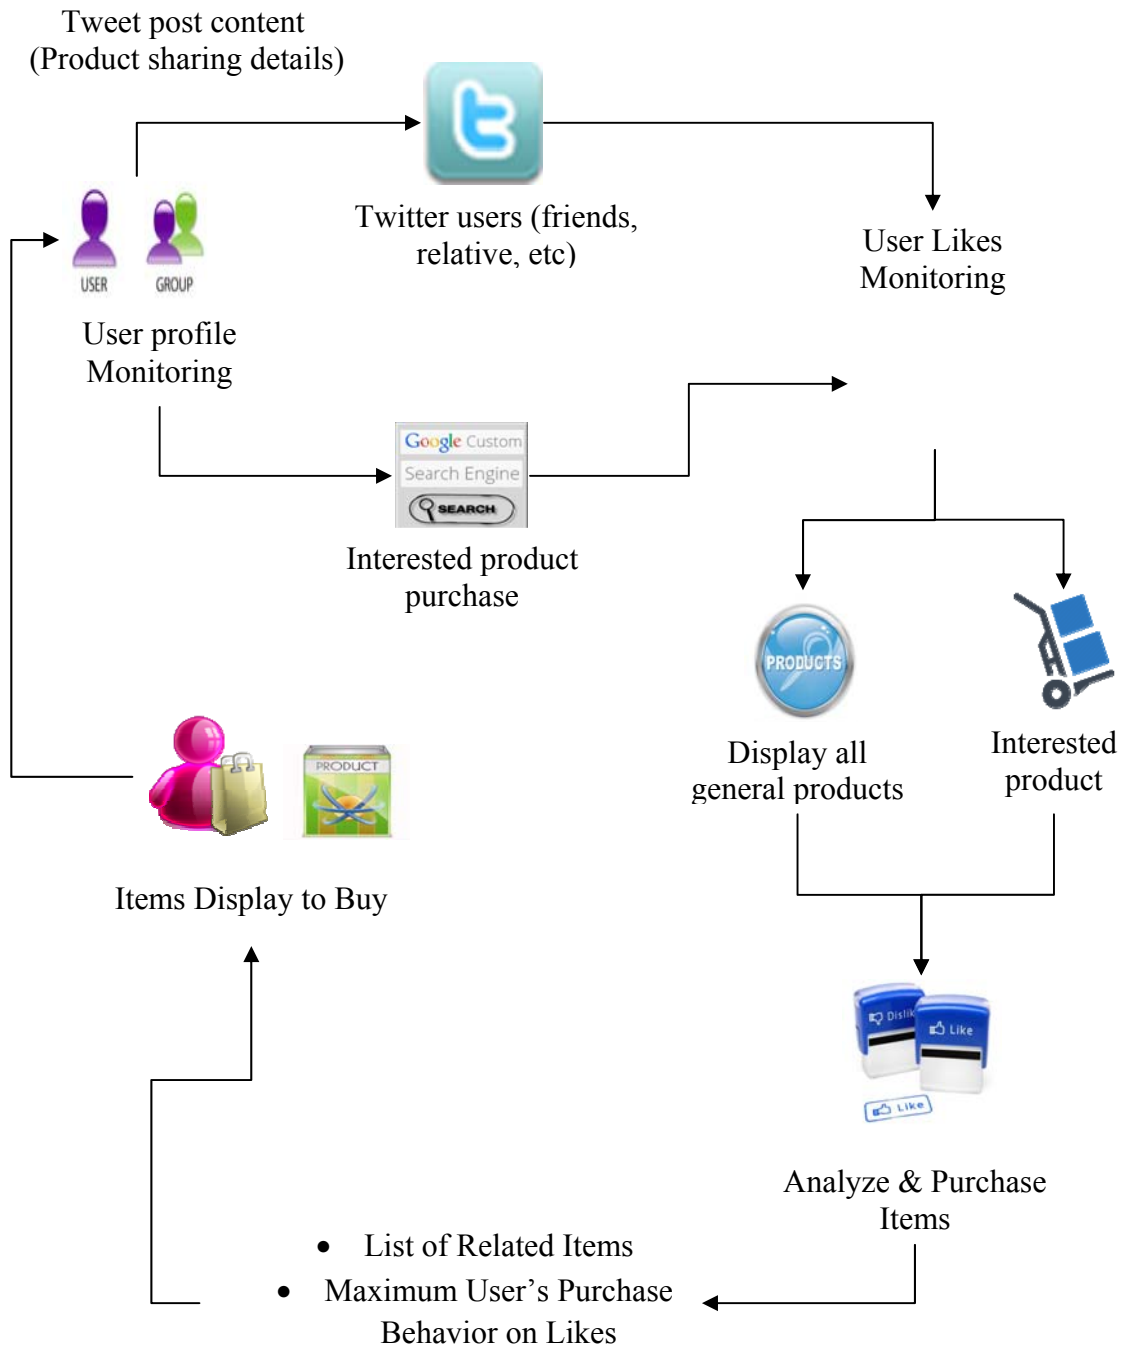 Tweet post content
(Product sharing details)
Twitter users (friends,
relative, etc)
User Likes
Monitoring
USER
GROUP
User profile
Monitoring
Google Custom
Search Engine
SEARCH
Interested product
purchase
PRODUCTS
Display all
general products
Interested
product
PRODUCT
Items Display to Buy
Dislik
Like
Like
Analyze & Purchase
Items
• List of Related Items
• Maximum User’s Purchase
Behavior on Likes